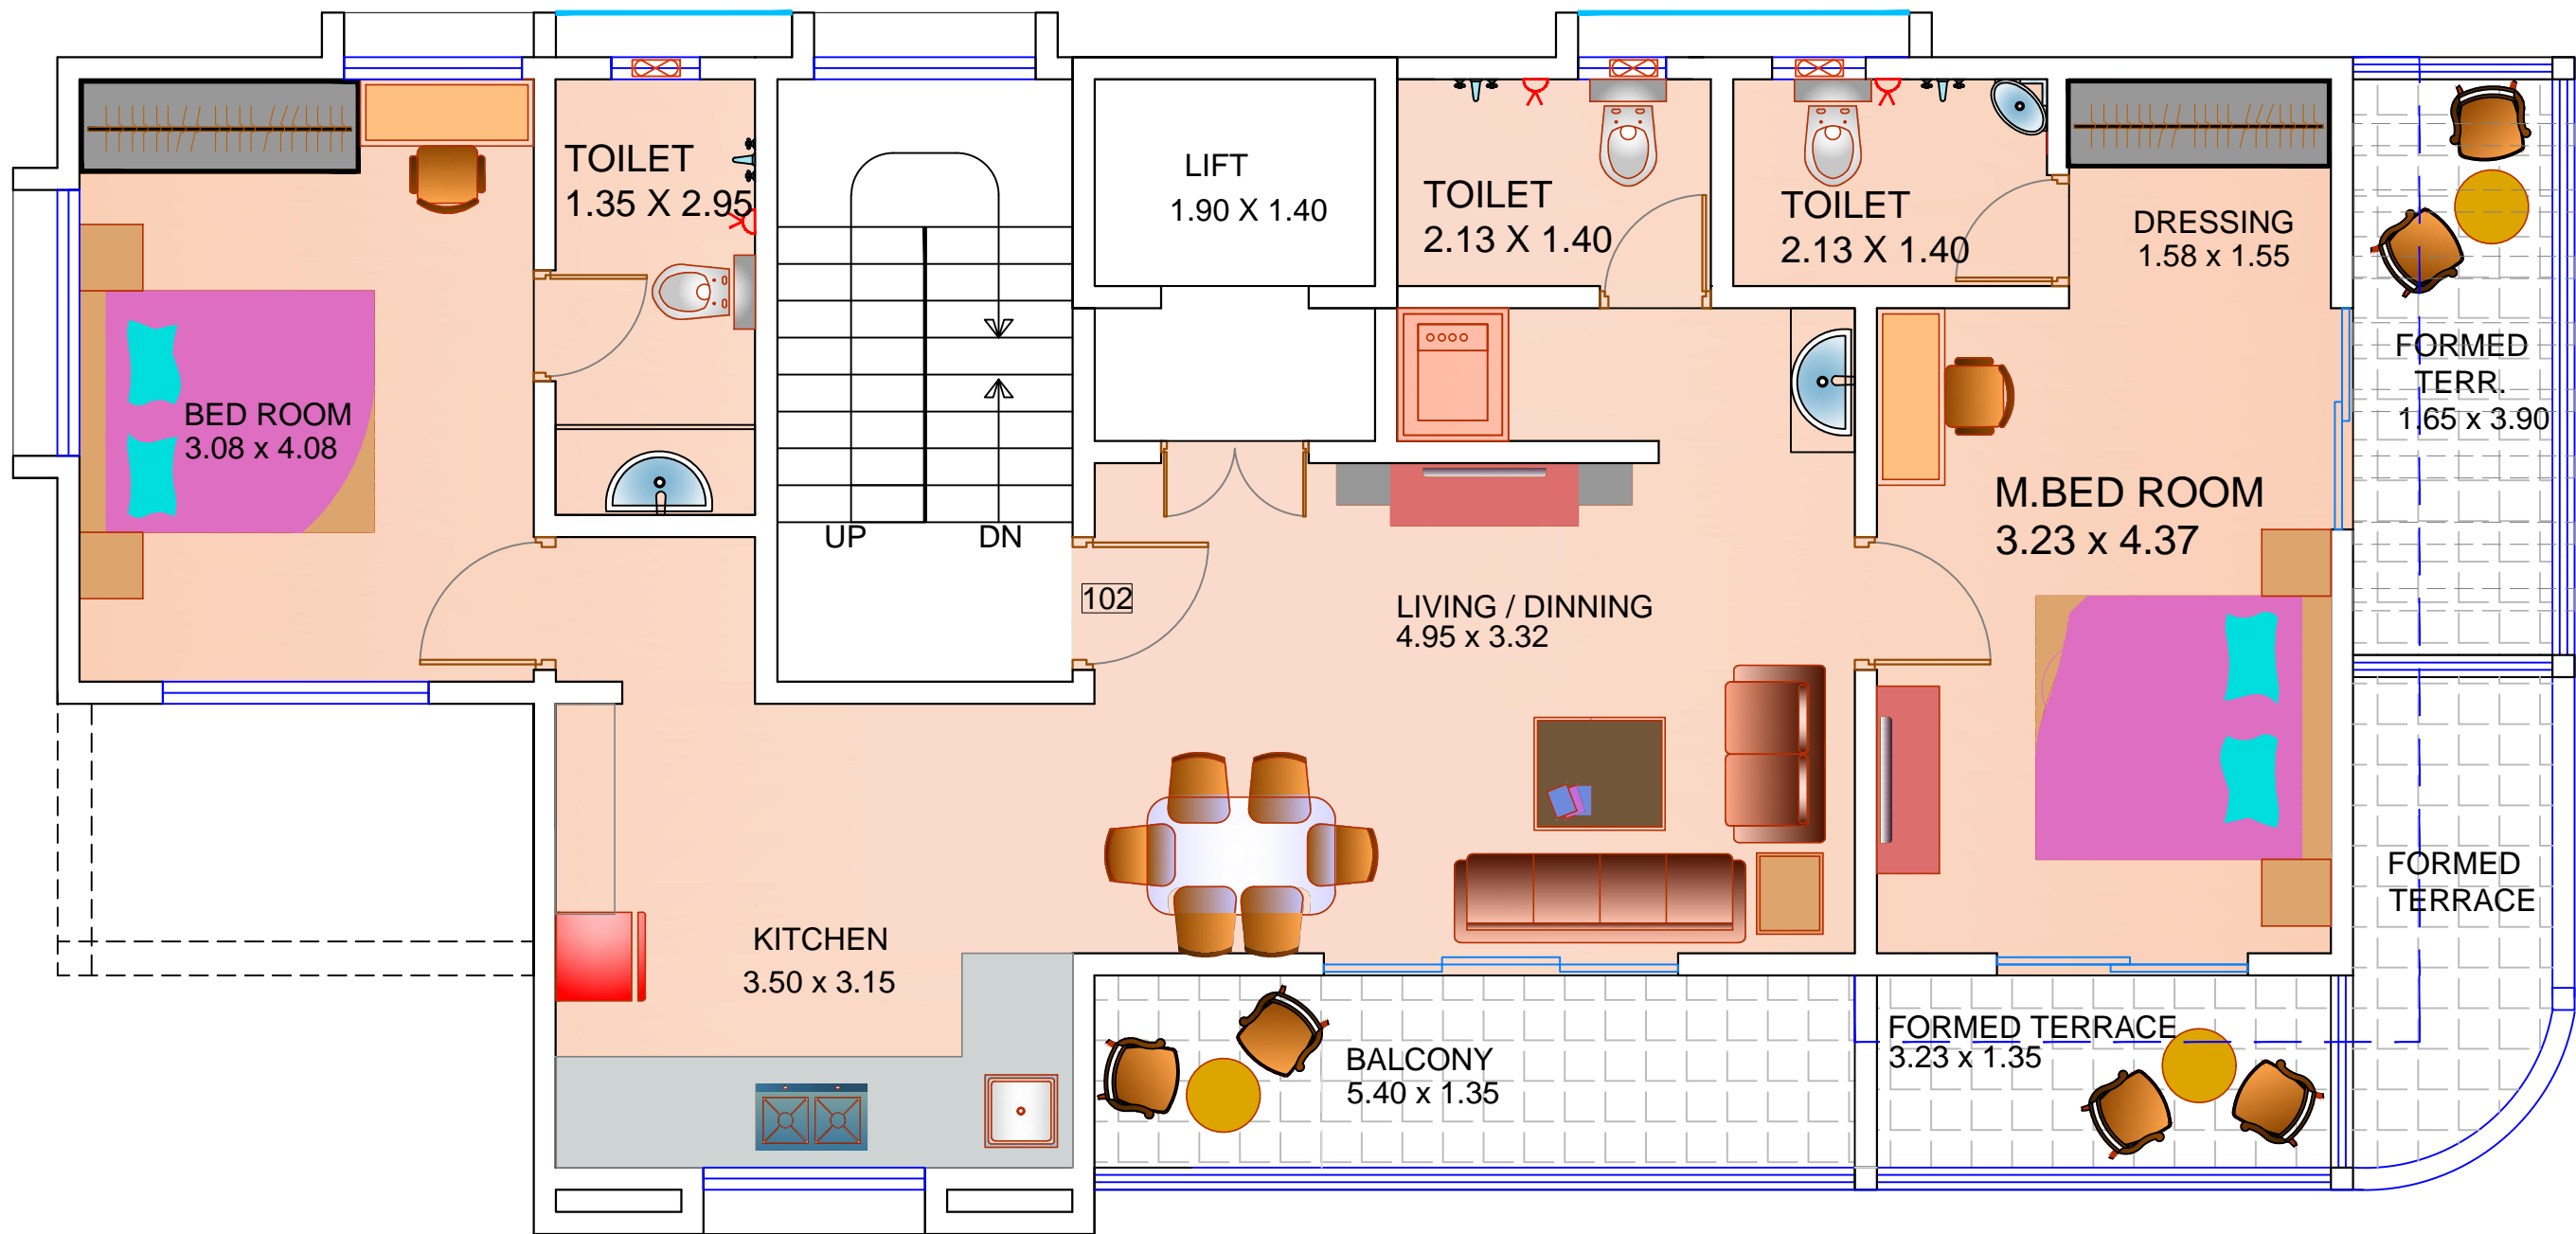 TOILET
1.35 X 2.95
LIFT
1.90 X 1.40
TOILET
2.13 X 1.40
TOILET
2.13 X 1.40
DRESSING
1.58 x 1.55
FORMED
TERR.
1.65 x 3.90
BED ROOM
3.08 x 4.08
M.BED ROOM
3.23 x 4.37
UP
DN
102
LIVING / DINNING
4.95 x 3.32
FORMED
TERRACE
KITCHEN
3.50 x 3.15
FORMED TERRACE
3.23 x 1.35
BALCONY
5.40 x 1.35